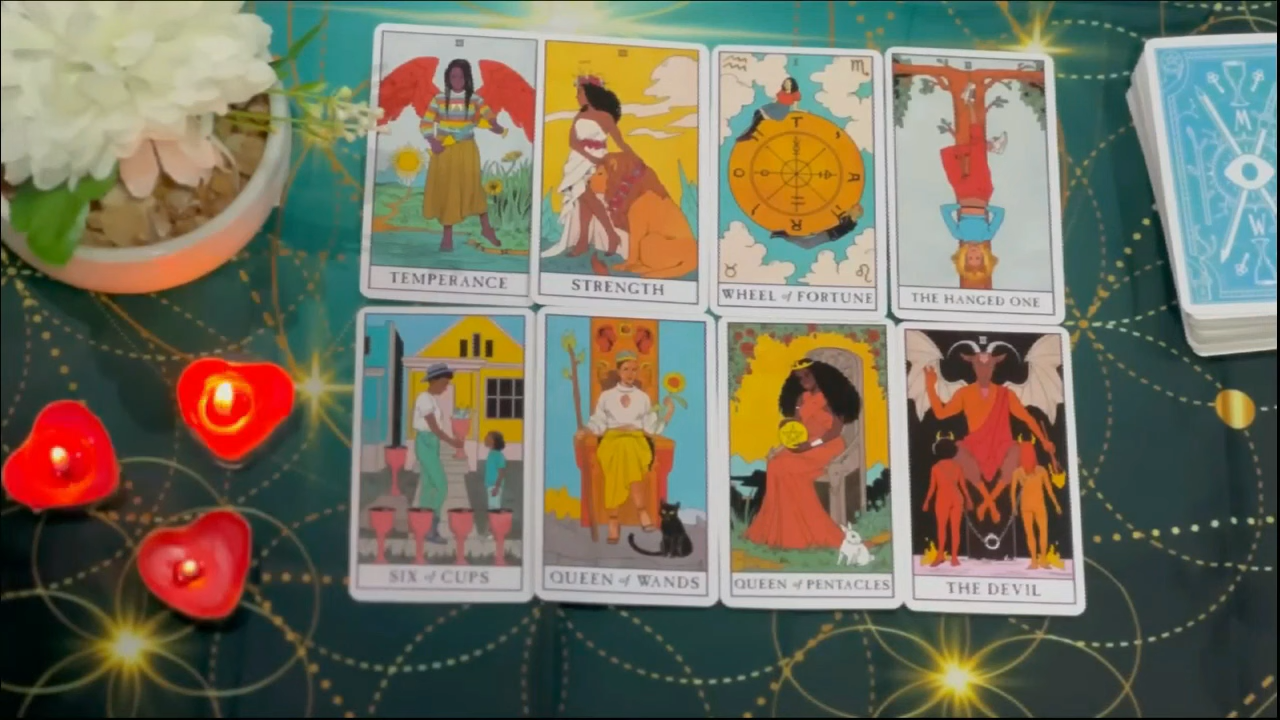 TEMPERANCE
STRENGTH
WHEEL of FORTUNE
THE HANGED ONE
M
W
SIX of CUPS
QUEEN of WANDS
QUEEN of PENTACLES
THE DEVIL